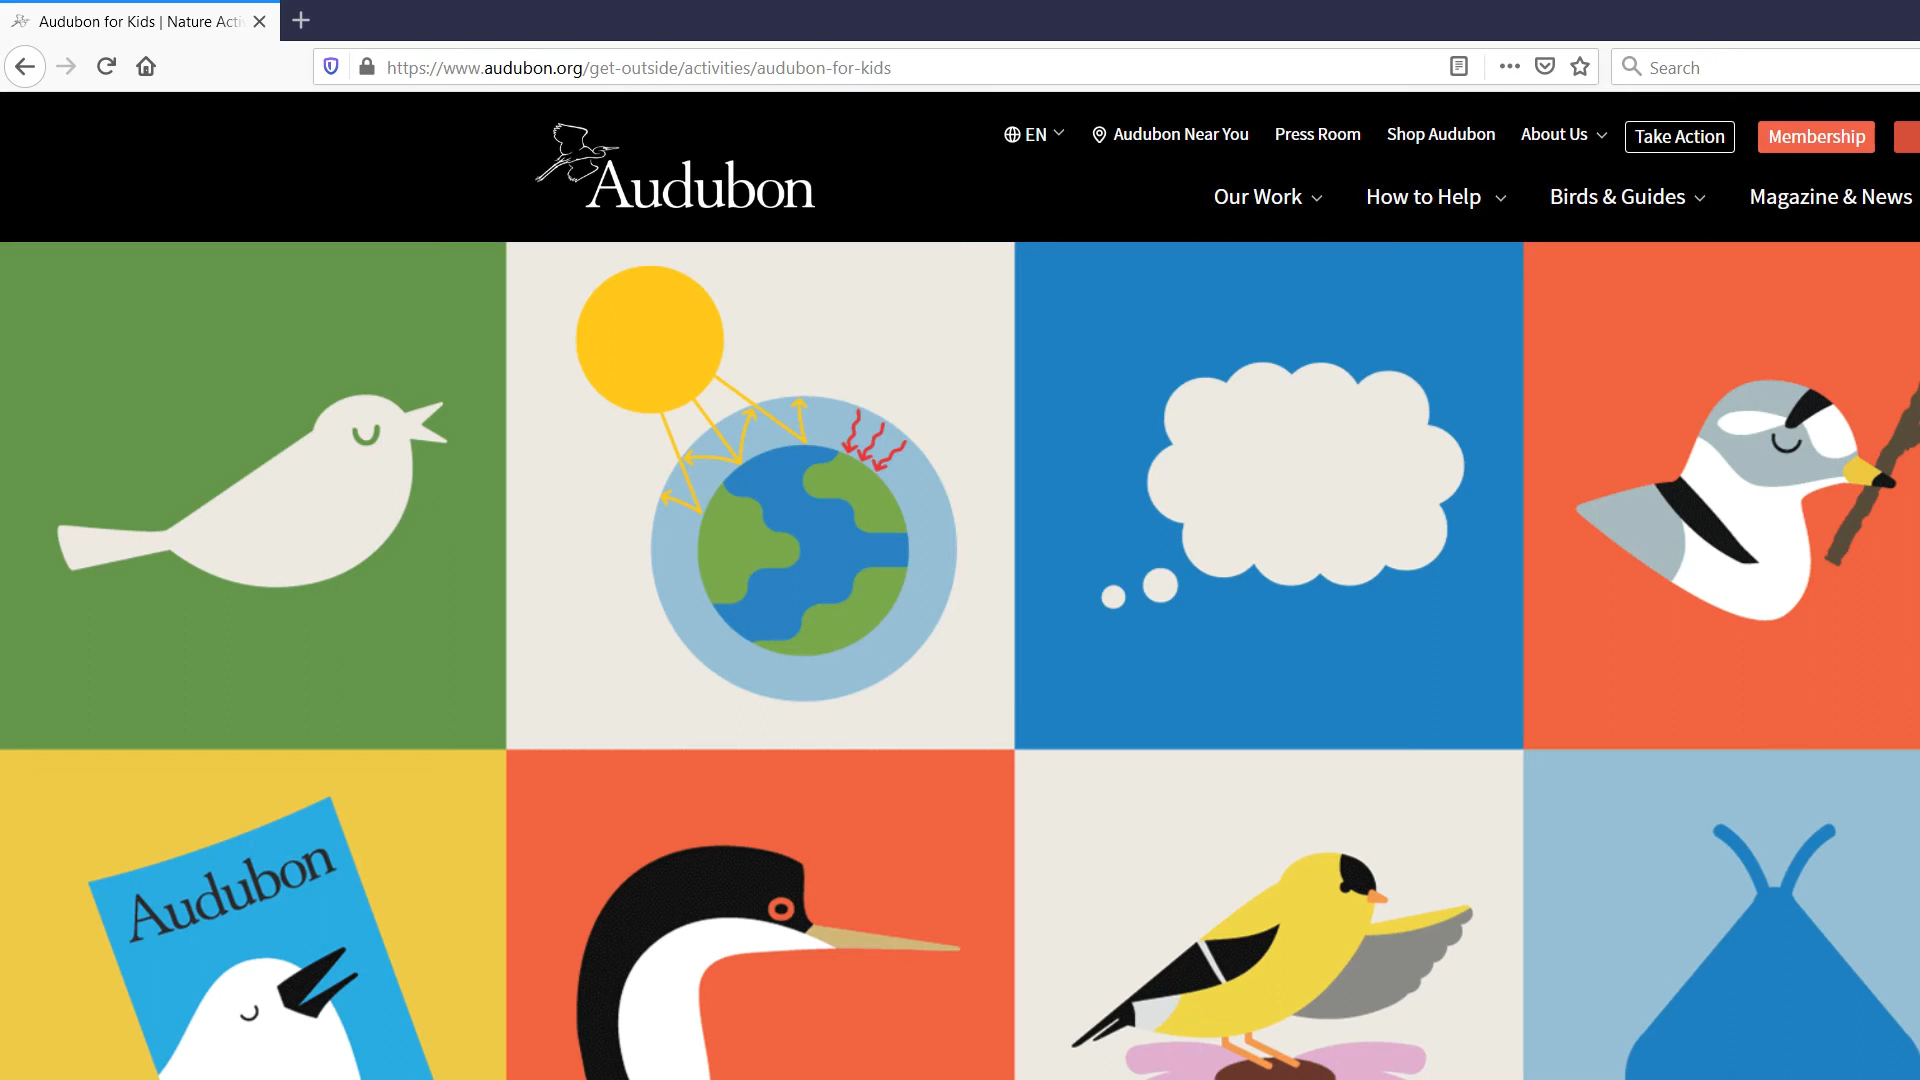 Audubon for Kids | Nature Activ
https://www.audubon.org/get-outside/activities/audubon-for-kids
Search
EN
Audubon Near You
Press Room
Shop Audubon
About Us
Take Action
Membership
Audubon
Our Work
How to Help
Birds & Guides
Magazine & News
Audubon